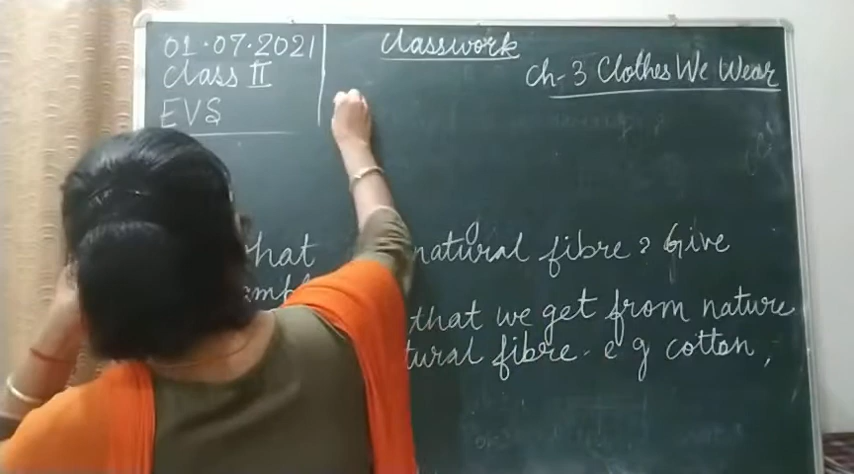 01.07.2021
Class II
EVS
Classwork
Ch-3 Clothes We Wear
hat natural fibre? Give
that we get from nature
tural fibre. e g cotton,